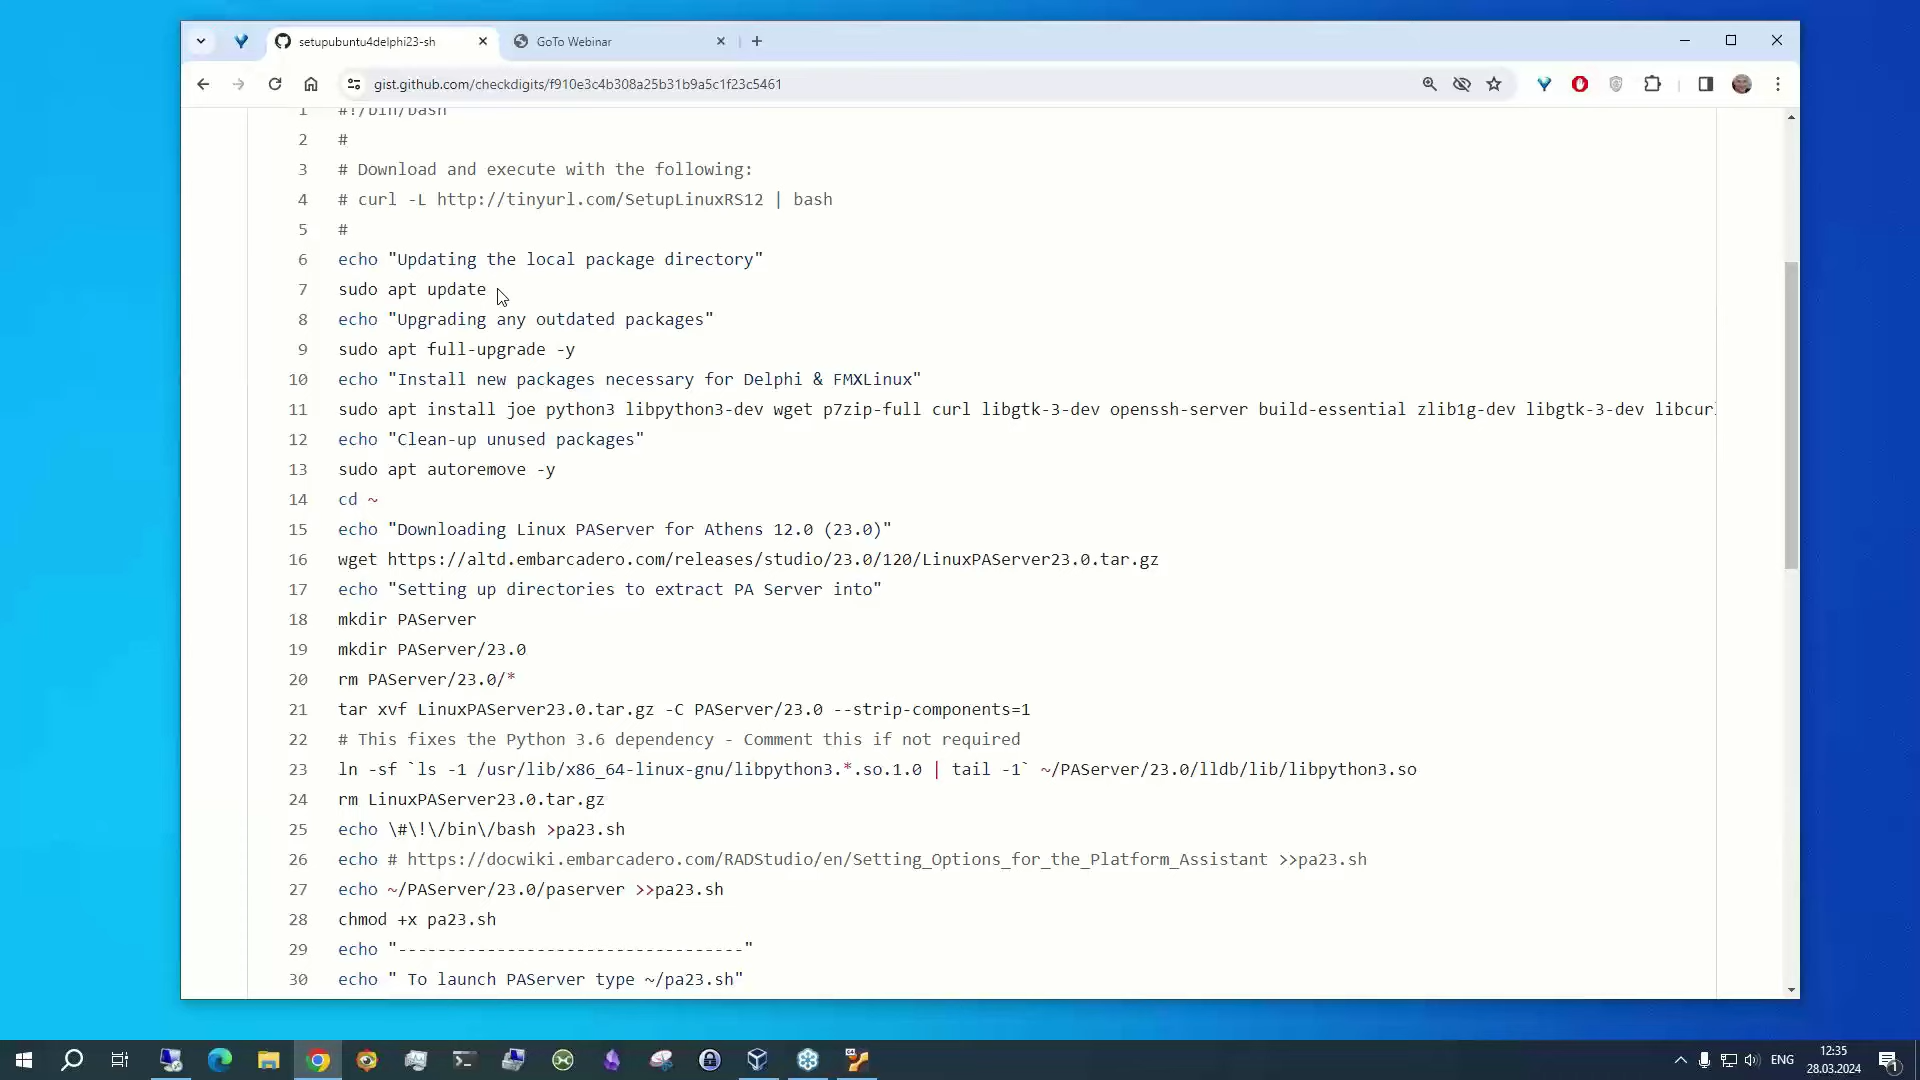 setupubuntu4delphi23-sh
GoTo Webinar
gist.github.com/checkdigits/f910e3c4b308a25b31b9a5c1f23c5461
1 #!/bin/bash
2 #
3 # Download and execute with the following:
4 # curl -L http://tinyurl.com/SetupLinuxRS12 | bash
5 #
6 echo "Updating the local package directory"
7 sudo apt update
8 echo "Upgrading any outdated packages"
9 sudo apt full-upgrade -y
10 echo "Install new packages necessary for Delphi & FMXLinux"
11 sudo apt install joe python3 libpython3-dev wget p7zip-full curl libgtk-3-dev openssh-server build-essential zlib1g-dev libgtk-3-dev libcurl
12 echo "Clean-up unused packages"
13 sudo apt autoremove -y
14 cd ~
15 echo "Downloading Linux PAServer for Athens 12.0 (23.0)"
16 wget https://altd.embarcadero.com/releases/studio/23.0/120/LinuxPAServer23.0.tar.gz
17 echo "Setting up directories to extract PA Server into"
18 mkdir PAServer
19 mkdir PAServer/23.0
20 rm PAServer/23.0/*
21 tar xvf LinuxPAServer23.0.tar.gz -C PAServer/23.0 --strip-components=1
22 # This fixes the Python 3.6 dependency - Comment this if not required
23 ln -sf `ls -1 /usr/lib/x86_64-linux-gnu/libpython3.*.so.1.0 | tail -1` ~/PAServer/23.0/lldb/lib/libpython3.so
24 rm LinuxPAServer23.0.tar.gz
25 echo \#\!\/bin\/bash >pa23.sh
26 echo # https://docwiki.embarcadero.com/RADStudio/en/Setting_Options_for_the_Platform_Assistant >>pa23.sh
27 echo ~/PAServer/23.0/paserver >>pa23.sh
28 chmod +x pa23.sh
29 echo "-----------------------------------"
30 echo " To launch PAServer type ~/pa23.sh"
ENG
12:35
28.03.2024
1